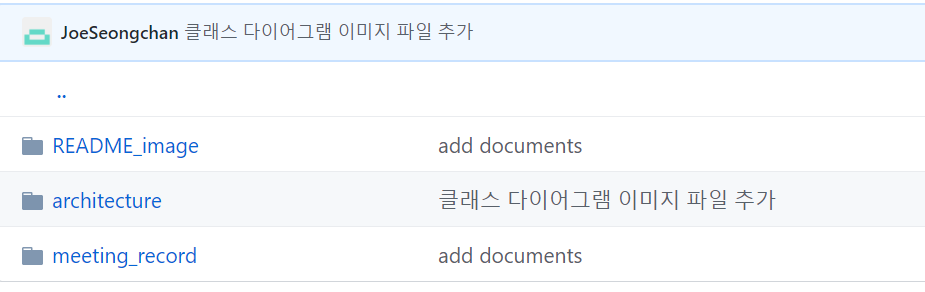 JoeSeongchan 클래스 다이어그램 이미지 파일 추가
..
README_image add documents
architecture 클래스 다이어그램 이미지 파일 추가
meeting_record add documents